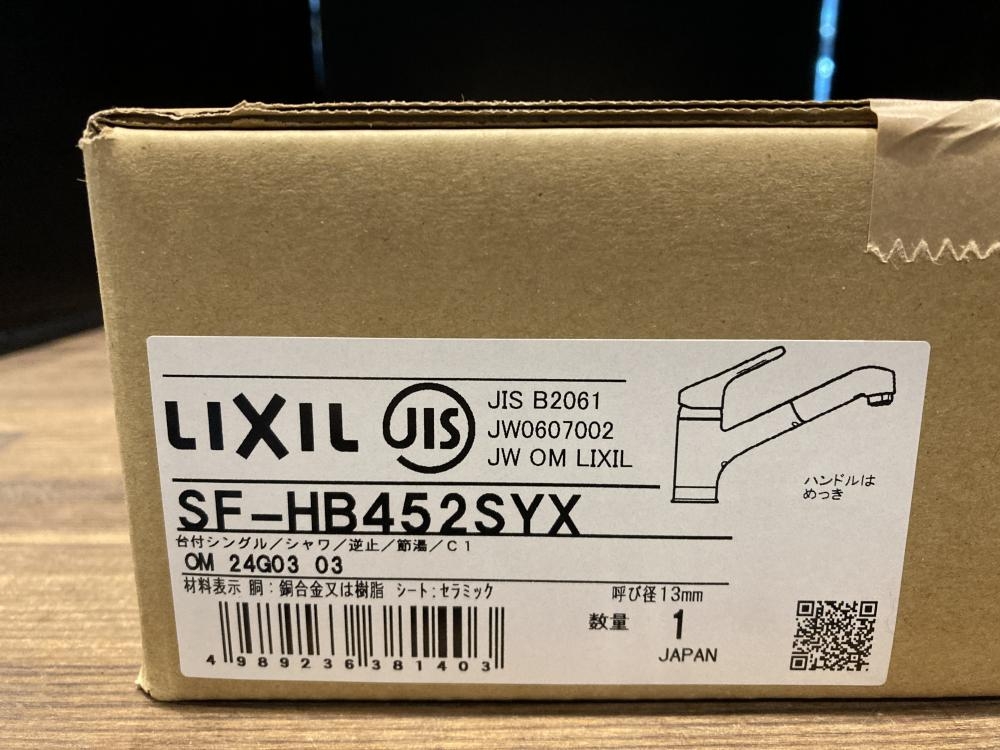 LIXIL
JIS
JIS B2061
JW0607002
JW OM LIXIL
ハンドルは
めっき
SF-HB452SYX
台付シングル/シャワ/逆止/節湯/C1
OM 24G03 03
材料表示 胴:銅合金又は樹脂 シート:セラミック
呼び径13mm
数量 1
JAPAN
4989236381403